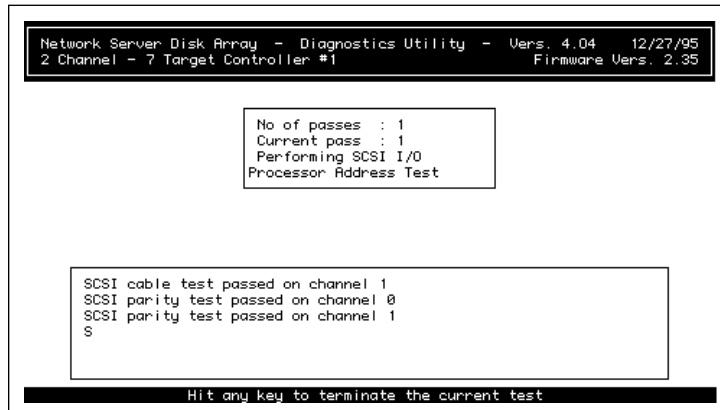 Network Server Disk Array - Diagnostics Utility - Vers. 4.04 12/27/95
2 Channel - 7 Target Controller #1 Firmware Vers. 2.35
No of passes : 1
Current pass : 1
Performing SCSI I/O
Processor Address Test
SCSI cable test passed on channel 1
SCSI parity test passed on channel 0
SCSI parity test passed on channel 1
S
Hit any key to terminate the current test